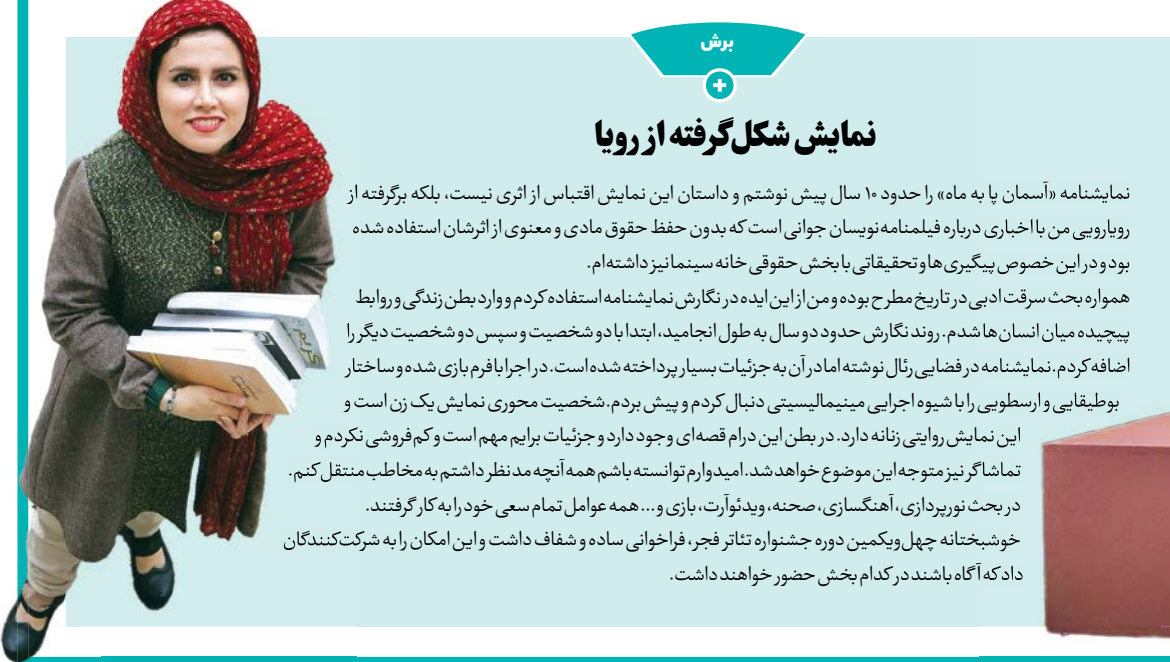 برش
نمایش شکل‌گرفته از رویا
نمایشنامه «آسمان پا به ماه» را حدود ۱۰ سال پیش نوشتم و داستان این نمایش اقتباس از اثری نیست، بلکه برگرفته از
رویارویی من با اخباری درباره فیلمنامه‌نویسان جوانی است که بدون حفظ حقوق مادی و معنوی از اثرشان استفاده شده
بود و در این خصوص پیگیری‌ها و تحقیقاتی با بخش حقوقی خانه سینما نیز داشته‌ام.
همواره بحث سرقت ادبی در تاریخ مطرح بوده و من از این ایده در نگارش نمایشنامه استفاده کردم و وارد بطن زندگی و روابط
پیچیده میان انسان‌ها شدم. روند نگارش حدود دو سال به طول انجامید، ابتدا با دو شخصیت و سپس دو شخصیت دیگر را
اضافه کردم. نمایشنامه در فضایی رئال نوشته اما در آن به جزئیات بسیار پرداخته شده است. در اجرا با فرم بازی شده و ساختار
بوطیقایی و ارسطویی را با شیوه اجرایی مینیمالیسیتی دنبال کردم و پیش بردم. شخصیت محوری نمایش یک زن است و
این نمایش روایتی زنانه دارد. در بطن این درام قصه‌ای وجود دارد و جزئیات برایم مهم است و کم‌فروشی نکردم و
تماشاگر نیز متوجه این موضوع خواهد شد. امیدوارم توانسته باشم همه آنچه مد نظر داشتم به مخاطب منتقل کنم.
در بحث نورپردازی، آهنگسازی، صحنه، ویدئوآرت، بازی و... همه عوامل تمام سعی خود را به کار گرفتند.
خوشبختانه چهل‌ویکمین دوره جشنواره تئاتر فجر، فراخوانی ساده و شفاف داشت و این امکان را به شرکت‌کنندگان
داد که آگاه باشند در کدام بخش حضور خواهند داشت.